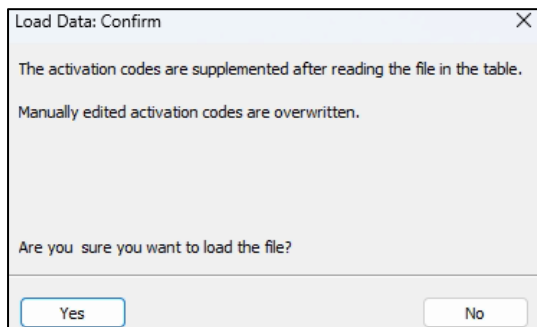 Load Data: Confirm
The activation codes are supplemented after reading the file in the table.
Manually edited activation codes are overwritten.
Are you  sure you want to load the file?
Yes
No